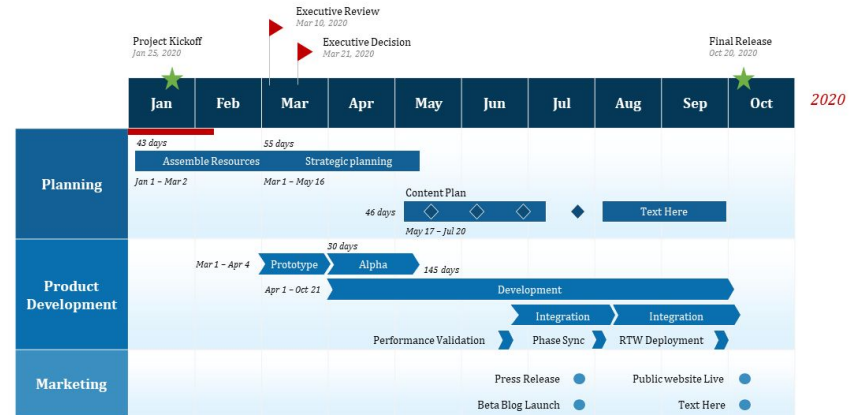 Executive Review
Mar 10, 2020
Project Kickoff
Jan 25, 2020
Executive Decision
Mar 21, 2020
Final Release
Oct 20, 2020
Jan Feb Mar Apr May Jun Jul Aug Sep Oct
2020
Planning
43 days
55 days
Assemble Resources
Strategic planning
Jan 1 – Mar 2
Mar 1 – May 16
Content Plan
46 days
Text Here
May 17 – Jul 20
Product
Development
30 days
Mar 1 – Apr 4
Prototype
Alpha
145 days
Apr 1 – Oct 21
Development
Integration
Integration
Performance Validation
Phase Sync
RTW Deployment
Marketing
Press Release
Public website Live
Beta Blog Launch
Text Here